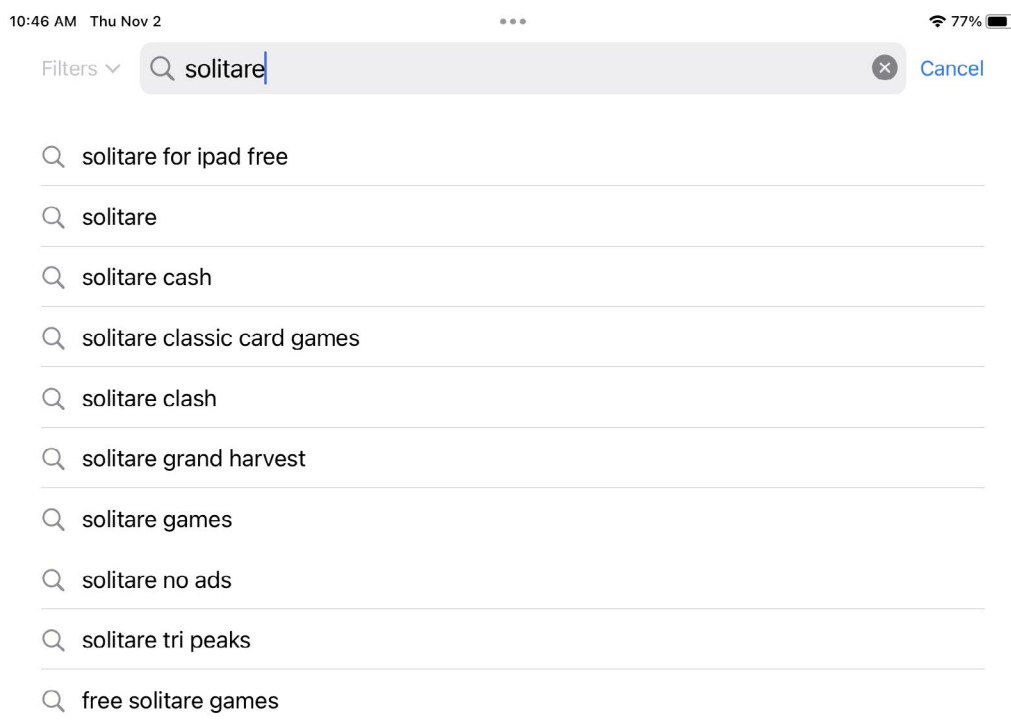 10:46 AM Thu Nov 2
77%
Filters
solitare
Cancel
solitare for ipad free
solitare
solitare cash
solitare classic card games
solitare clash
solitare grand harvest
solitare games
solitare no ads
solitare tri peaks
free solitare games